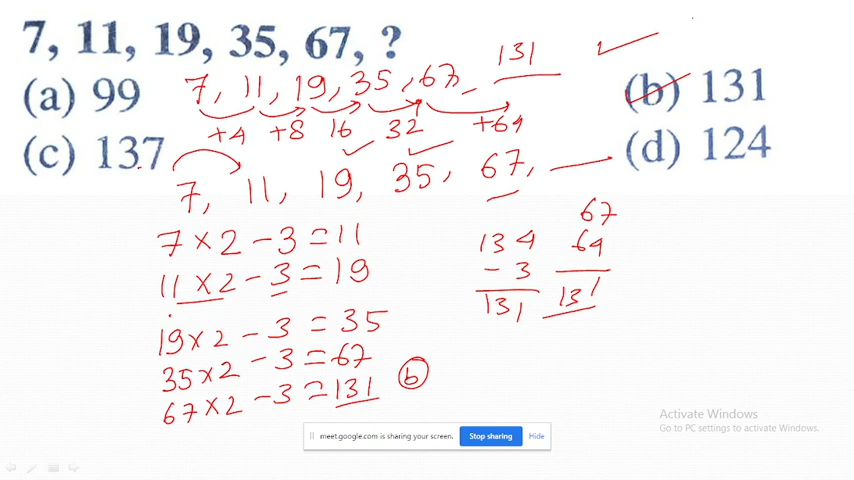 7, 11, 19, 35, 67, ?
(a) 99
(b) 131
(c) 137
(d) 124
7, 11, 19, 35, 67, 131
+4 +8 16 32 +64
7, 11, 19, 35, 67,
7 × 2 - 3 = 11
11 × 2 - 3 = 19
19 × 2 - 3 = 35
35 × 2 - 3 = 67
67 × 2 - 3 = 131 (b)
134
- 3
131
67
64
131
meet.google.com is sharing your screen. Stop sharing Hide
Activate Windows
Go to PC settings to activate Windows.